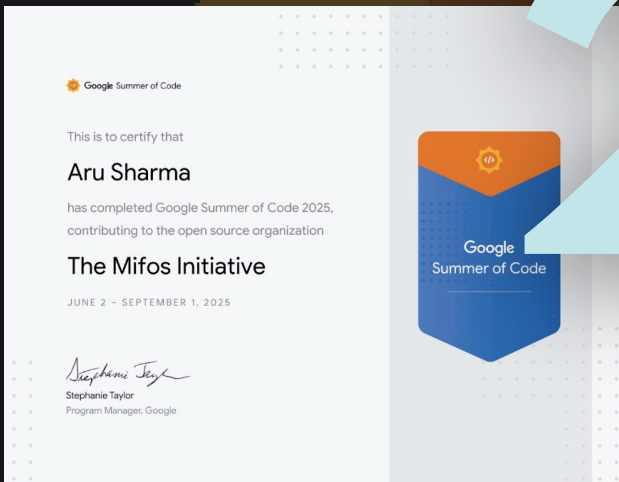 Google Summer of Code
This is to certify that
Aru Sharma
has completed Google Summer of Code 2025,
contributing to the open source organization
The Mifos Initiative
JUNE 2 – SEPTEMBER 1, 2025
Stephanie Taylor
Stephanie Taylor
Program Manager, Google
</>
Google
Summer of Code